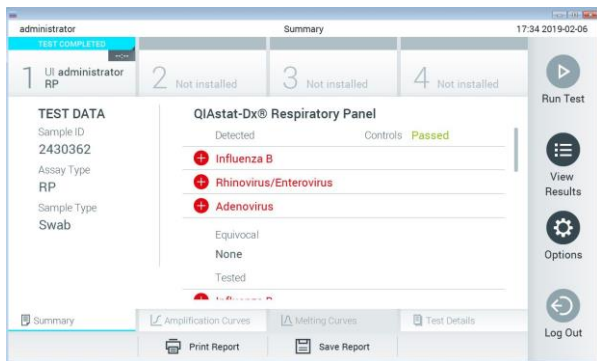 administrator Summary 17:34 2019-02-06
TEST COMPLETED
1 UI administrator RP
2 Not installed
3 Not installed
4 Not installed
Run Test
View Results
Options
Log Out
TEST DATA
Sample ID
2430362
Assay Type
RP
Sample Type
Swab
QIAstat-Dx® Respiratory Panel
Detected Controls Passed
Influenza B
Rhinovirus/Enterovirus
Adenovirus
Equivocal
None
Tested
Summary Amplification Curves Melting Curves Test Details
Print Report Save Report